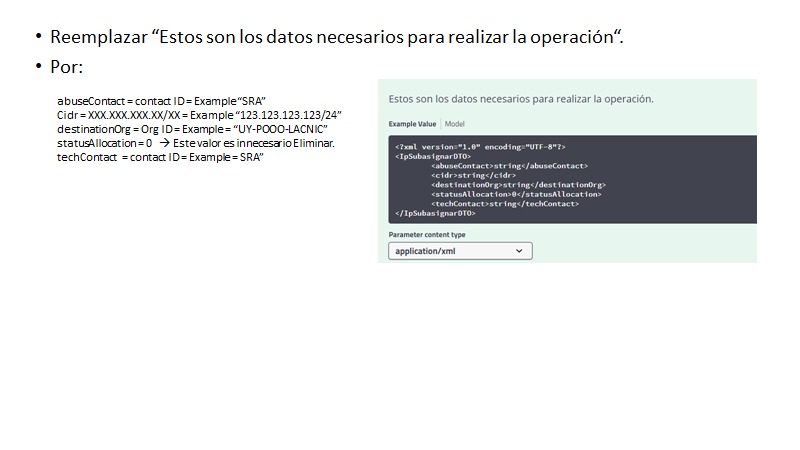 • Reemplazar “Estos son los datos necesarios para realizar la operación“.
• Por:
abuseContact = contact ID = Example “SRA”
Cidr = XXX.XXX.XXX.XX/XX = Example “123.123.123.123/24”
destinationOrg = Org ID = Example = “UY-POOO-LACNIC”
statusAllocation = 0 → Este valor es innecesario Eliminar.
techContact = contact ID = Example = SRA”
Estos son los datos necesarios para realizar la operación.
Example Value | Model
<?xml version="1.0" encoding="UTF-8"?>
<IpSubasignarDTO>
<abuseContact>string</abuseContact>
<cidr>string</cidr>
<destinationOrg>string</destinationOrg>
<statusAllocation>0</statusAllocation>
<techContact>string</techContact>
</IpSubasignarDTO>
Parameter content type
application/xml